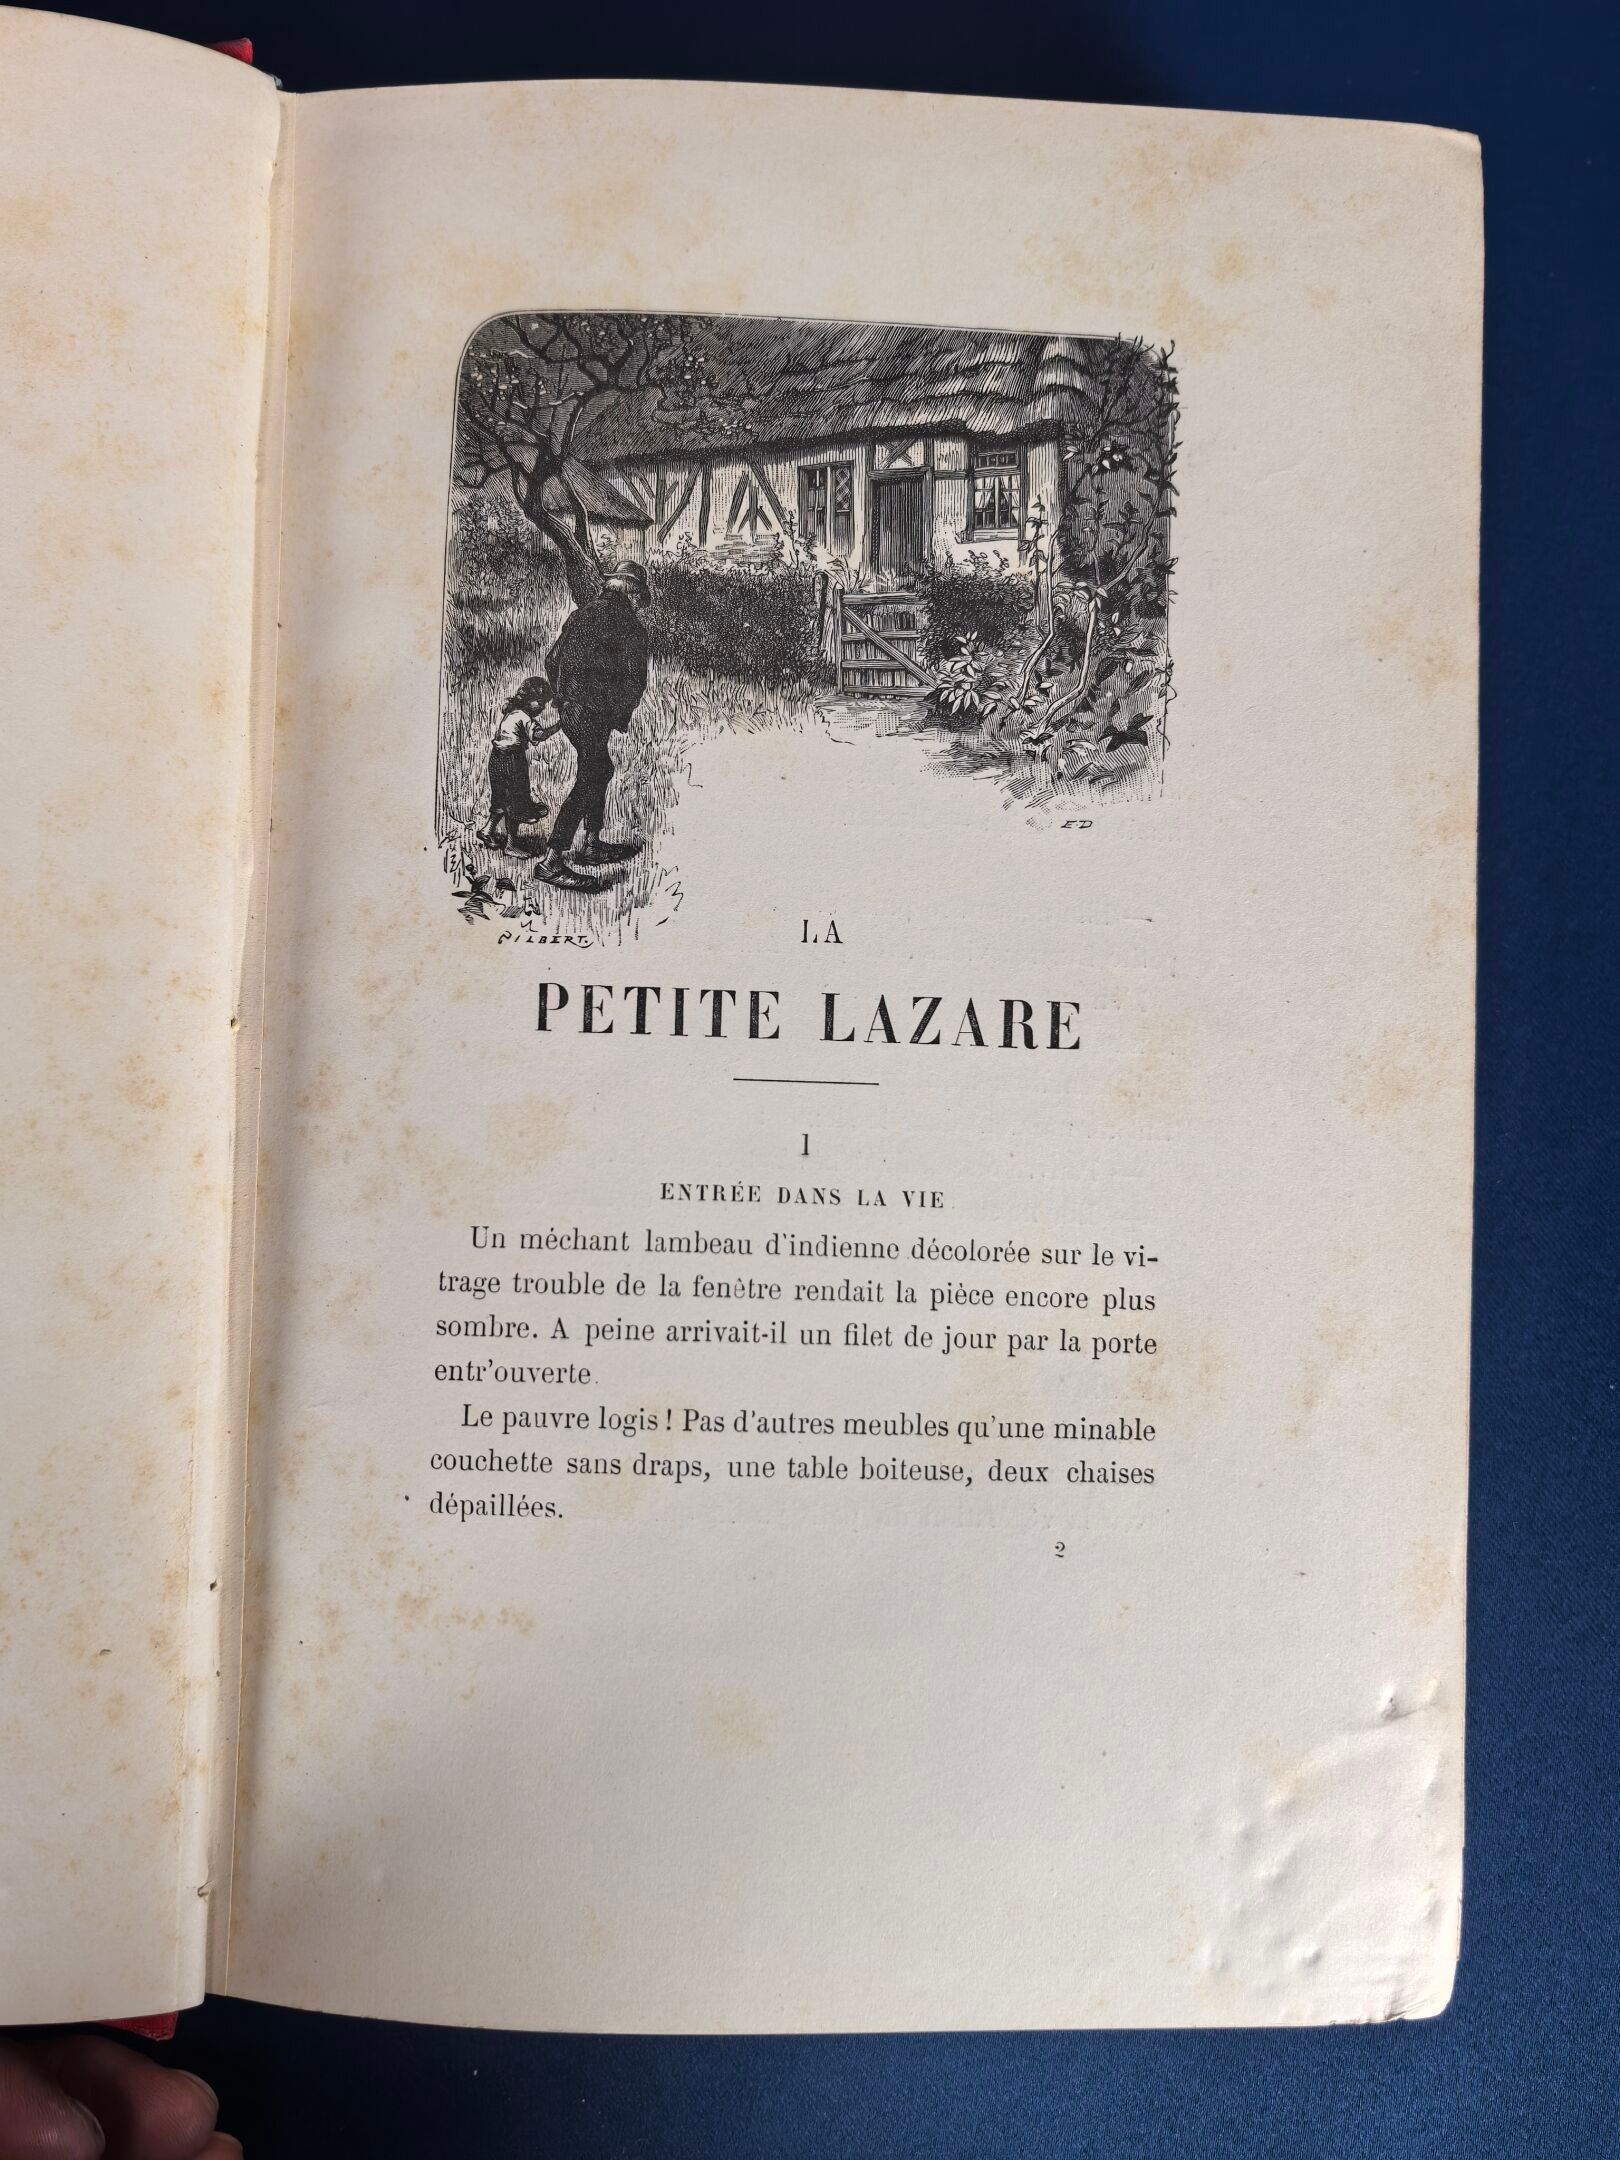 GILBERT.
E·D
LA
PETITE LAZARE
1
ENTRÉE DANS LA VIE
Un méchant lambeau d'indienne décolorée sur le vi-
trage trouble de la fenêtre rendait la pièce encore plus
sombre. A peine arrivait-il un filet de jour par la porte
entr'ouverte.
Le pauvre logis ! Pas d'autres meubles qu'une minable
couchette sans draps, une table boiteuse, deux chaises
dépaillées.
2